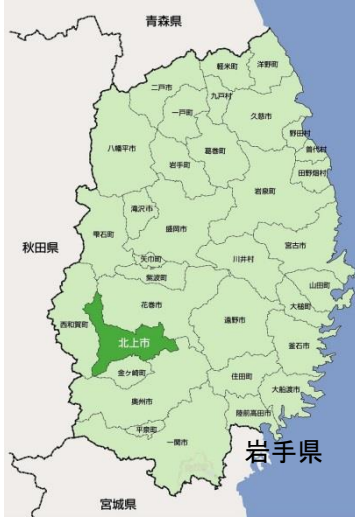 青森県
軽米町
洋野町
二戸市
九戸村
一戸町
久慈市
野田村
八幡平市
葛巻町
普代村
岩手町
田野畑村
岩泉町
滝沢市
雫石町
盛岡市
宮古市
秋田県
矢巾町
川井村
紫波町
山田町
花巻市
大槌町
西和賀町
遠野市
北上市
釜石市
金ヶ崎町
住田町
奥州市
大船渡市
陸前高田市
平泉町
一関市
岩手県
宮城県